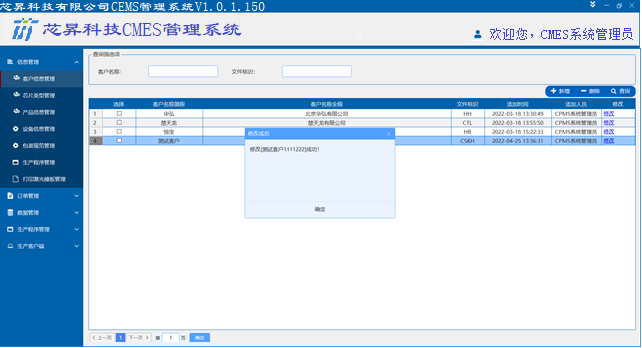 芯昇科技有限公司CEMS管理系统V1.0.1.150
芯昇科技CMES管理系统
欢迎您，CMES系统管理员
信息管理
客户信息管理
芯片类型管理
产品信息管理
设备信息管理
包装规范管理
生产程序管理
打印激光模板管理
订单管理
数据管理
生产程序管理
生产客户端
查询筛选项
客户名称：
文件标识：
新增 删除 查询
选择 客户名称简称 客户名称全称 文件标识 添加时间 添加人员 修改
1 华弘 北京华弘有限公司 HH 2022-03-18 13:30:49 CPMS系统管理员 修改
2 楚天龙 楚天龙有限公司 CTL 2022-03-18 13:55:50 CPMS系统管理员 修改
3 恒宝 HB 2022-03-18 15:22:33 CPMS系统管理员 修改
4 测试客户 CSKH 2022-04-25 13:36:31 CPMS系统管理员 修改
修改成功
修改[测试客户1111222]成功!
确定
上一页 1 下一页 第 1 页 确定